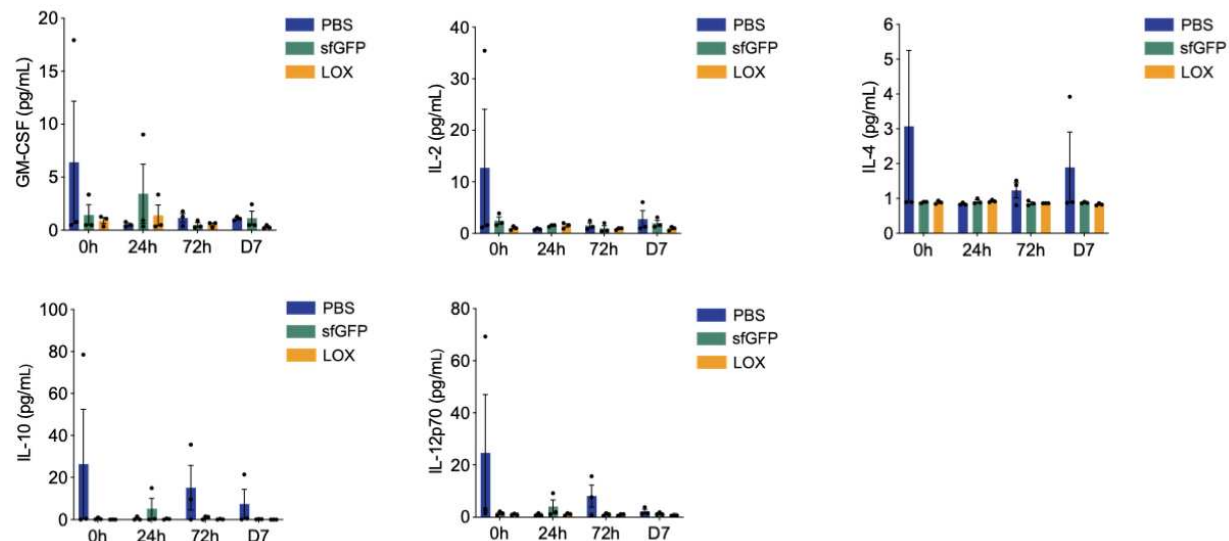 GM-CSF (pg/mL)
20
15
10
5
0
0h 24h 72h D7
PBS
sfGFP
LOX
IL-2 (pg/mL)
40
30
20
10
0
0h 24h 72h D7
PBS
sfGFP
LOX
IL-4 (pg/mL)
6
5
4
3
2
1
0
0h 24h 72h D7
PBS
sfGFP
LOX
IL-10 (pg/mL)
100
80
60
40
20
0
0h 24h 72h D7
PBS
sfGFP
LOX
IL-12p70 (pg/mL)
80
60
40
20
0
0h 24h 72h D7
PBS
sfGFP
LOX